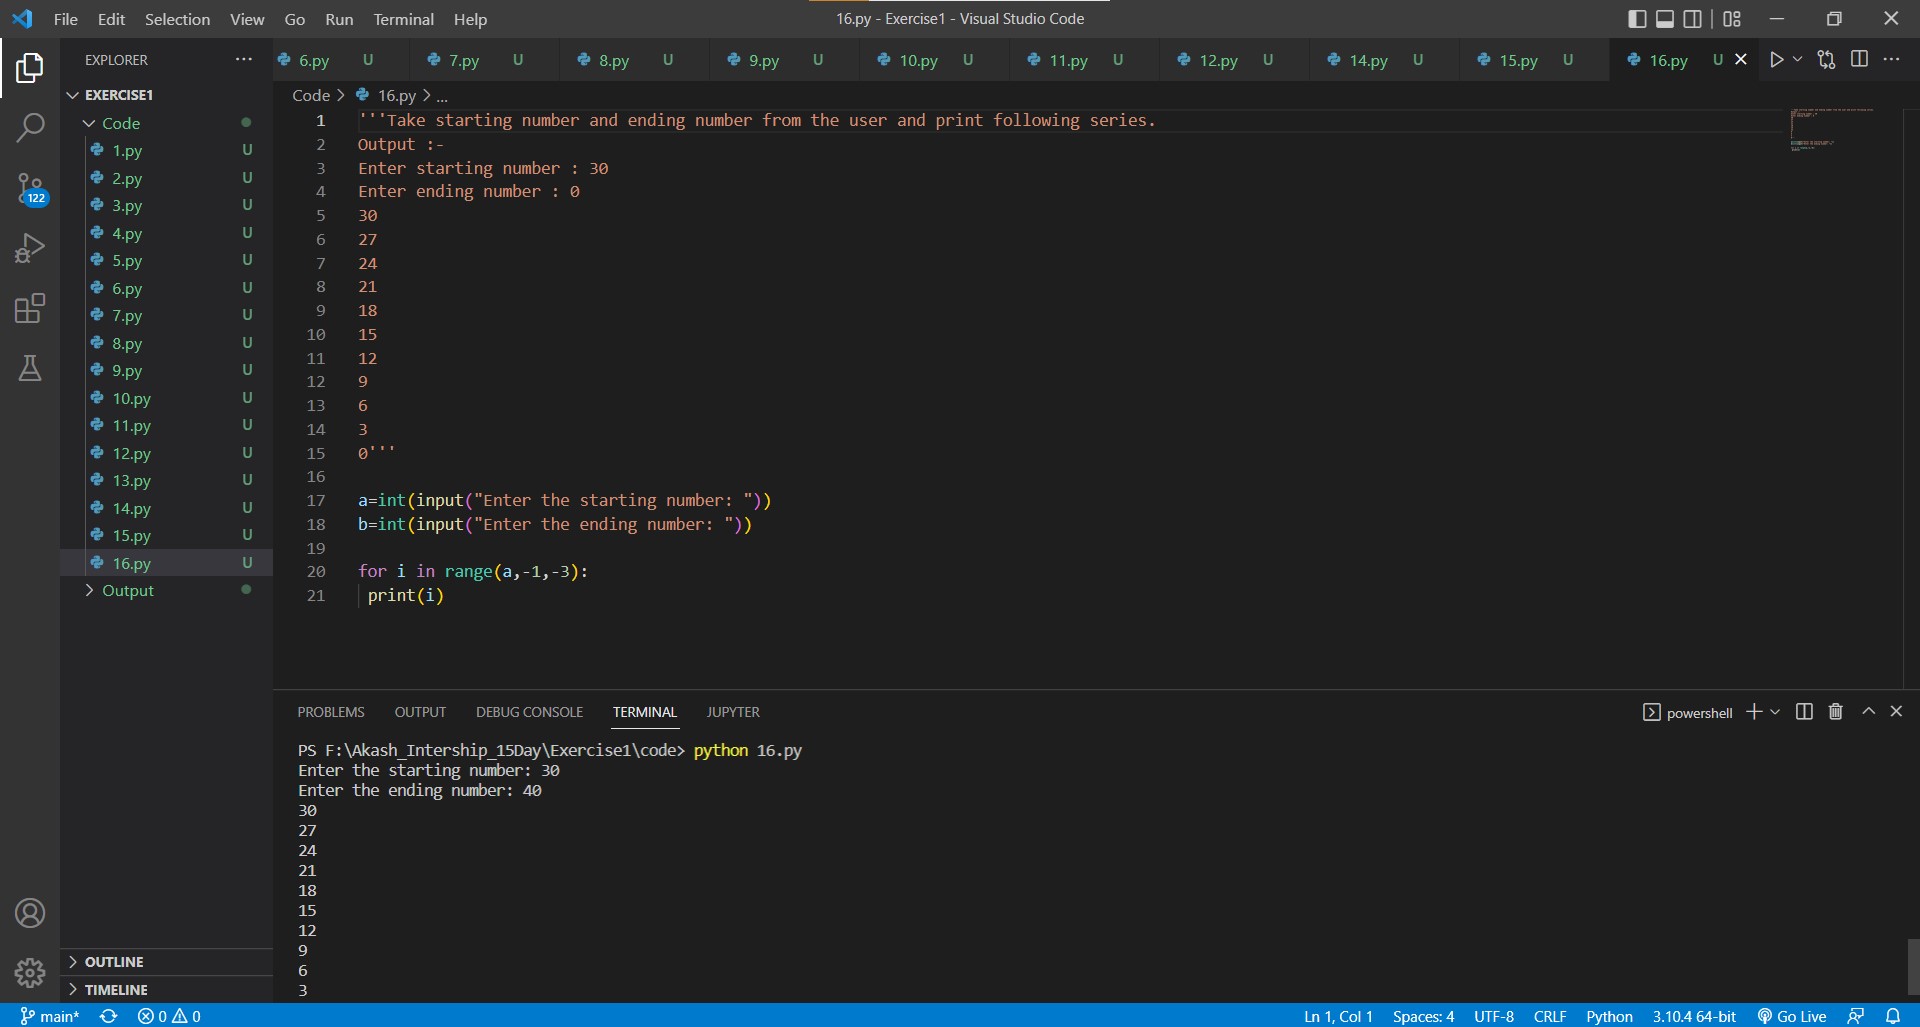 File Edit Selection View Go Run Terminal Help 16.py - Exercise1 - Visual Studio Code
EXPLORER ··· 6.py U 7.py U 8.py U 9.py U 10.py U 11.py U 12.py U 14.py U 15.py U 16.py U
EXERCISE1
Code > 16.py > ...
Code
1.py U
2.py U
3.py U
4.py U
5.py U
6.py U
7.py U
8.py U
9.py U
10.py U
11.py U
12.py U
13.py U
14.py U
15.py U
16.py U
Output
122
OUTLINE
TIMELINE
1 '''Take starting number and ending number from the user and print following series.
2 Output :-
3 Enter starting number : 30
4 Enter ending number : 0
5 30
6 27
7 24
8 21
9 18
10 15
11 12
12 9
13 6
14 3
15 0'''
16
17 a=int(input("Enter the starting number: "))
18 b=int(input("Enter the ending number: "))
19
20 for i in range(a,-1,-3):
21 print(i)
PROBLEMS OUTPUT DEBUG CONSOLE TERMINAL JUPYTER powershell
PS F:\Akash_Intership_15Day\Exercise1\code> python 16.py
Enter the starting number: 30
Enter the ending number: 40
30
27
24
21
18
15
12
9
6
3
main* 0 0 Ln 1, Col 1 Spaces: 4 UTF-8 CRLF Python 3.10.4 64-bit Go Live